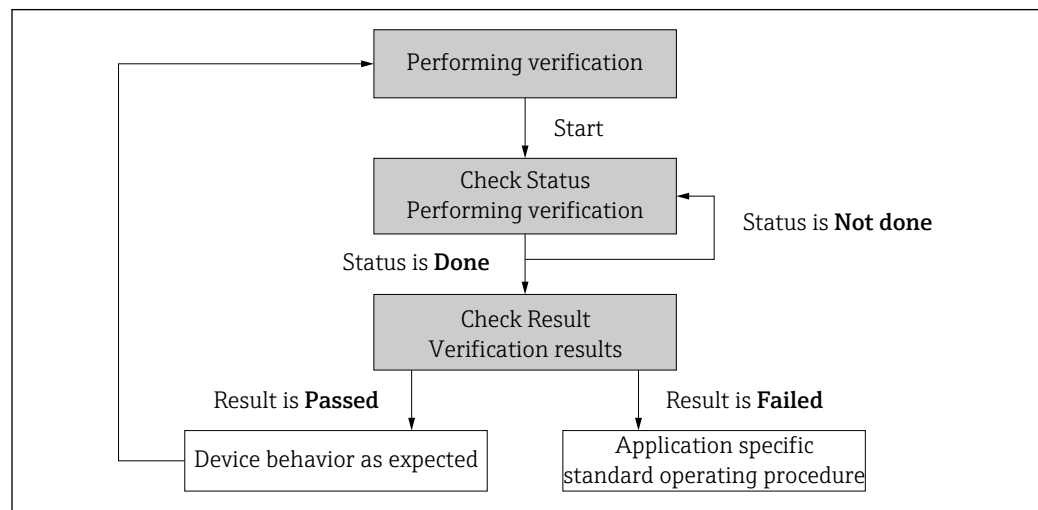 Performing verification
Start
Check Status
Performing verification
Status is Not done
Status is Done
Check Result
Verification results
Result is Passed
Result is Failed
Device behavior as expected
Application specific
standard operating procedure